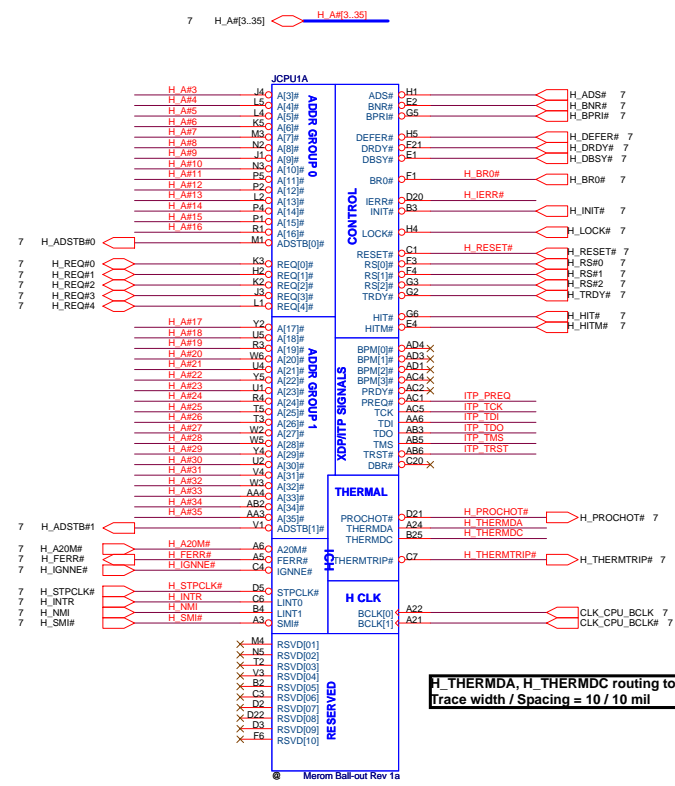 7 H_A#[3..35] H_A#[3..35]
JCPU1A
H_A#3 J4 A[3]# ADS# H1 H_ADS# 7
H_A#4 L5 A[4]# BNR# E2 H_BNR# 7
H_A#5 L4 A[5]# BPRI# G5 H_BPRI# 7
H_A#6 K5 A[6]#
H_A#7 M3 A[7]# DEFER# H5 H_DEFER# 7
H_A#8 N2 A[8]# DRDY# F21 H_DRDY# 7
H_A#9 J1 A[9]# DBSY# E1 H_DBSY# 7
H_A#10 N3 A[10]#
H_A#11 P5 A[11]# BR0# F1 H_BR0# H_BR0# 7
H_A#12 P2 A[12]#
H_A#13 L2 A[13]# IERR# D20 H_IERR#
H_A#14 P4 A[14]# INIT# B3 H_INIT# 7
H_A#15 P1 A[15]#
H_A#16 R1 A[16]# LOCK# H4 H_LOCK# 7
7 H_ADSTB#0 M1 ADSTB[0]#
RESET# C1 H_RESET# H_RESET# 7
7 H_REQ#0 K3 REQ[0]# RS[0]# F3 H_RS#0 7
7 H_REQ#1 H2 REQ[1]# RS[1]# F4 H_RS#1 7
7 H_REQ#2 K2 REQ[2]# RS[2]# G3 H_RS#2 7
7 H_REQ#3 J3 REQ[3]# TRDY# G2 H_TRDY# 7
7 H_REQ#4 L1 REQ[4]#
HIT# G6 H_HIT# 7
HITM# E4 H_HITM# 7
ADDR GROUP 0
CONTROL
H_A#17 Y2 A[17]#
H_A#18 U5 A[18]#
H_A#19 R3 A[19]# BPM[0]# AD4
H_A#20 W6 A[20]# BPM[1]# AD3
H_A#21 U4 A[21]# BPM[2]# AD1
H_A#22 Y5 A[22]# BPM[3]# AC4
H_A#23 U1 A[23]# PRDY# AC2
H_A#24 R4 A[24]# PREQ# AC1 ITP_PREQ
H_A#25 T5 A[25]# TCK AC5 ITP_TCK
H_A#26 T3 A[26]# TDI AA6 ITP_TDI
H_A#27 W2 A[27]# TDO AB3 ITP_TDO
H_A#28 W5 A[28]# TMS AB5 ITP_TMS
H_A#29 Y4 A[29]# TRST# AB6 ITP_TRST
H_A#30 U2 A[30]# DBR# C20
H_A#31 V4 A[31]#
H_A#32 W3 A[32]#
H_A#33 AA4 A[33]#
H_A#34 AB2 A[34]#
H_A#35 AA3 A[35]#
7 H_ADSTB#1 V1 ADSTB[1]#
ADDR GROUP 1
XDP/ITP SIGNALS
THERMAL
PROCHOT# D21 H_PROCHOT# H_PROCHOT# 7
THERMDA A24 H_THERMDA
THERMDC B25 H_THERMDC
7 H_A20M# H_A20M# A6 A20M#
7 H_FERR# H_FERR# A5 FERR# THERMTRIP# C7 H_THERMTRIP# H_THERMTRIP# 7
7 H_IGNNE# H_IGNNE# C4 IGNNE#
ICH
7 H_STPCLK# H_STPCLK# D5 STPCLK#
7 H_INTR H_INTR C6 LINT0
7 H_NMI H_NMI B4 LINT1
7 H_SMI# H_SMI# A3 SMI#
H CLK
BCLK[0] A22 CLK_CPU_BCLK 7
BCLK[1] A21 CLK_CPU_BCLK# 7
M4 RSVD[01]
N5 RSVD[02]
T2 RSVD[03]
V3 RSVD[04]
B2 RSVD[05]
C3 RSVD[06]
D2 RSVD[07]
D22 RSVD[08]
D3 RSVD[09]
F6 RSVD[10]
RESERVED
H_THERMDA, H_THERMDC routing to
Trace width / Spacing = 10 / 10 mil
@ Merom Ball-out Rev 1a